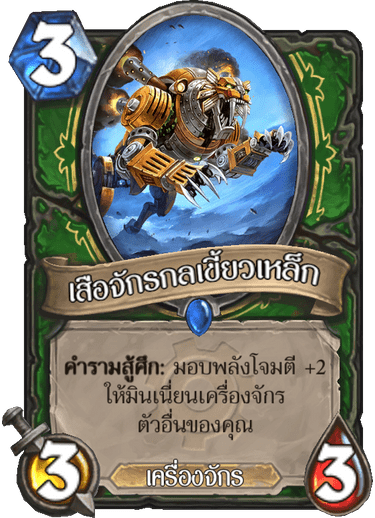 3
เสือจักรกลเขี้ยวเหล็ก
คำรามสู้ศึก: มอบพลังโจมตี +2
ให้มินเนี่ยนเครื่องจักร
ตัวอื่นของคุณ
3
เครื่องจักร
3